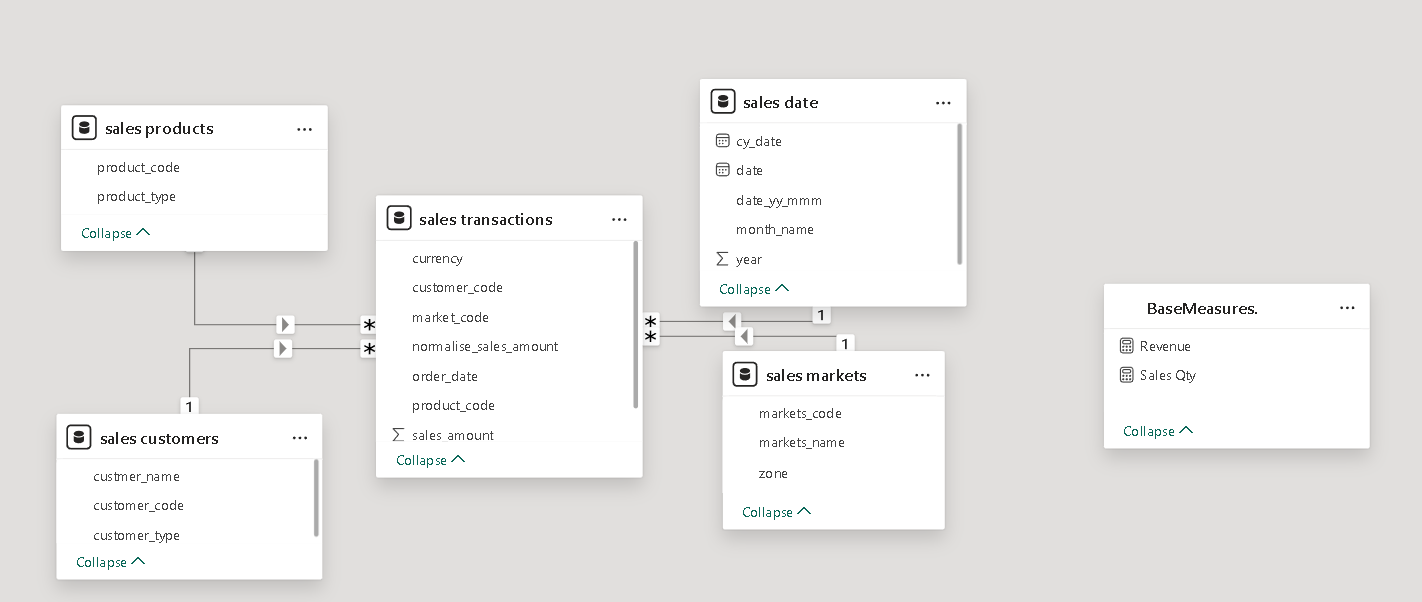 sales products
product_code
product_type
Collapse
sales transactions
currency
customer_code
market_code
normalise_sales_amount
order_date
product_code
sales_amount
Collapse
sales date
cy_date
date
date_yy_mmm
month_name
year
Collapse
sales customers
custmer_name
customer_code
customer_type
Collapse
sales markets
markets_code
markets_name
zone
Collapse
BaseMeasures.
Revenue
Sales Qty
Collapse
*
*
*
*
1
1
1